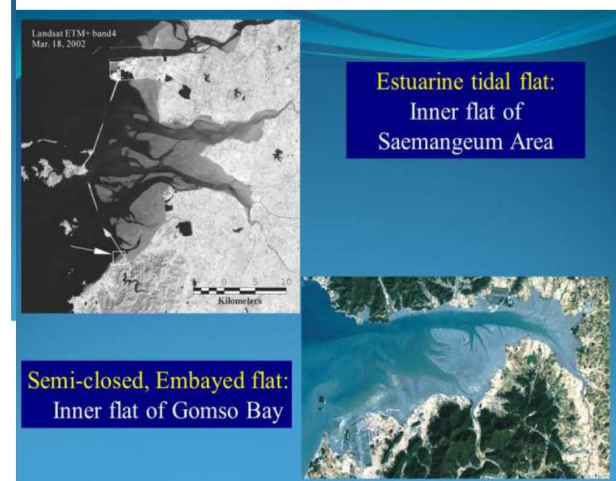 Landsat ETM+ band4
Mar. 18, 2002
Estuarine tidal flat:
Inner flat of
Saemangeum Area
5 10
Kilometers
Semi-closed, Embayed flat:
Inner flat of Gomso Bay